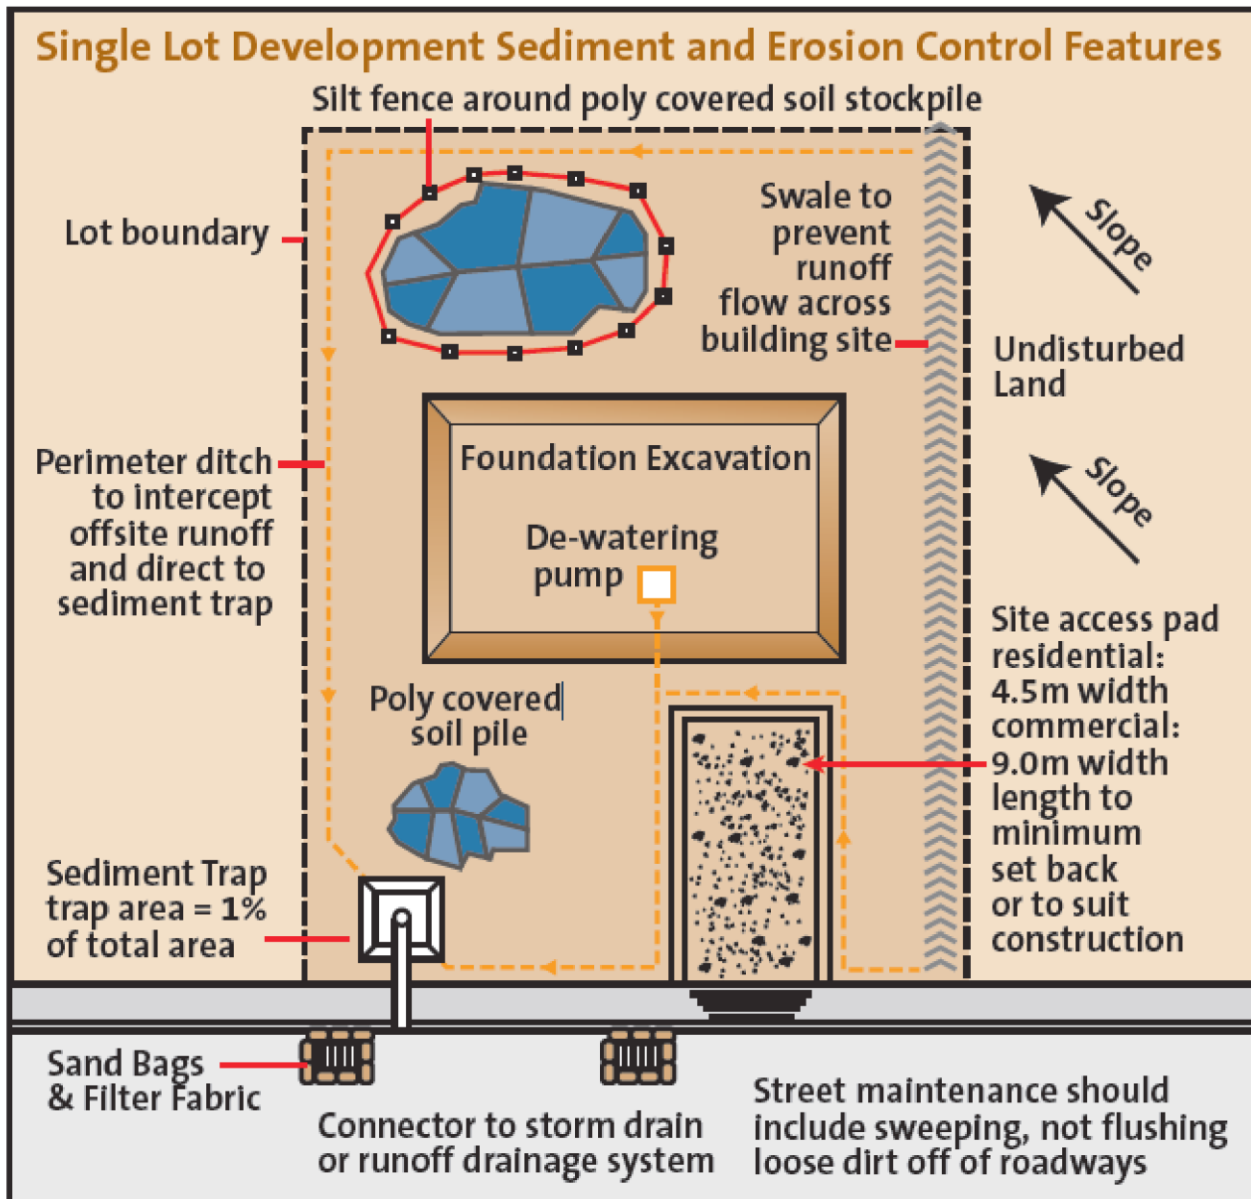 Single Lot Development Sediment and Erosion Control Features
Silt fence around poly covered soil stockpile
Lot boundary
Swale to
prevent
runoff
flow across
building site
Slope
Undisturbed
Land
Slope
Perimeter ditch
to intercept
offsite runoff
and direct to
sediment trap
Foundation Excavation
De-watering
pump
Site access pad
residential:
4.5m width
commercial:
9.0m width
length to
minimum
set back
or to suit
construction
Poly covered
soil pile
Sediment Trap
trap area = 1%
of total area
Sand Bags
& Filter Fabric
Connector to storm drain
or runoff drainage system
Street maintenance should
include sweeping, not flushing
loose dirt off of roadways